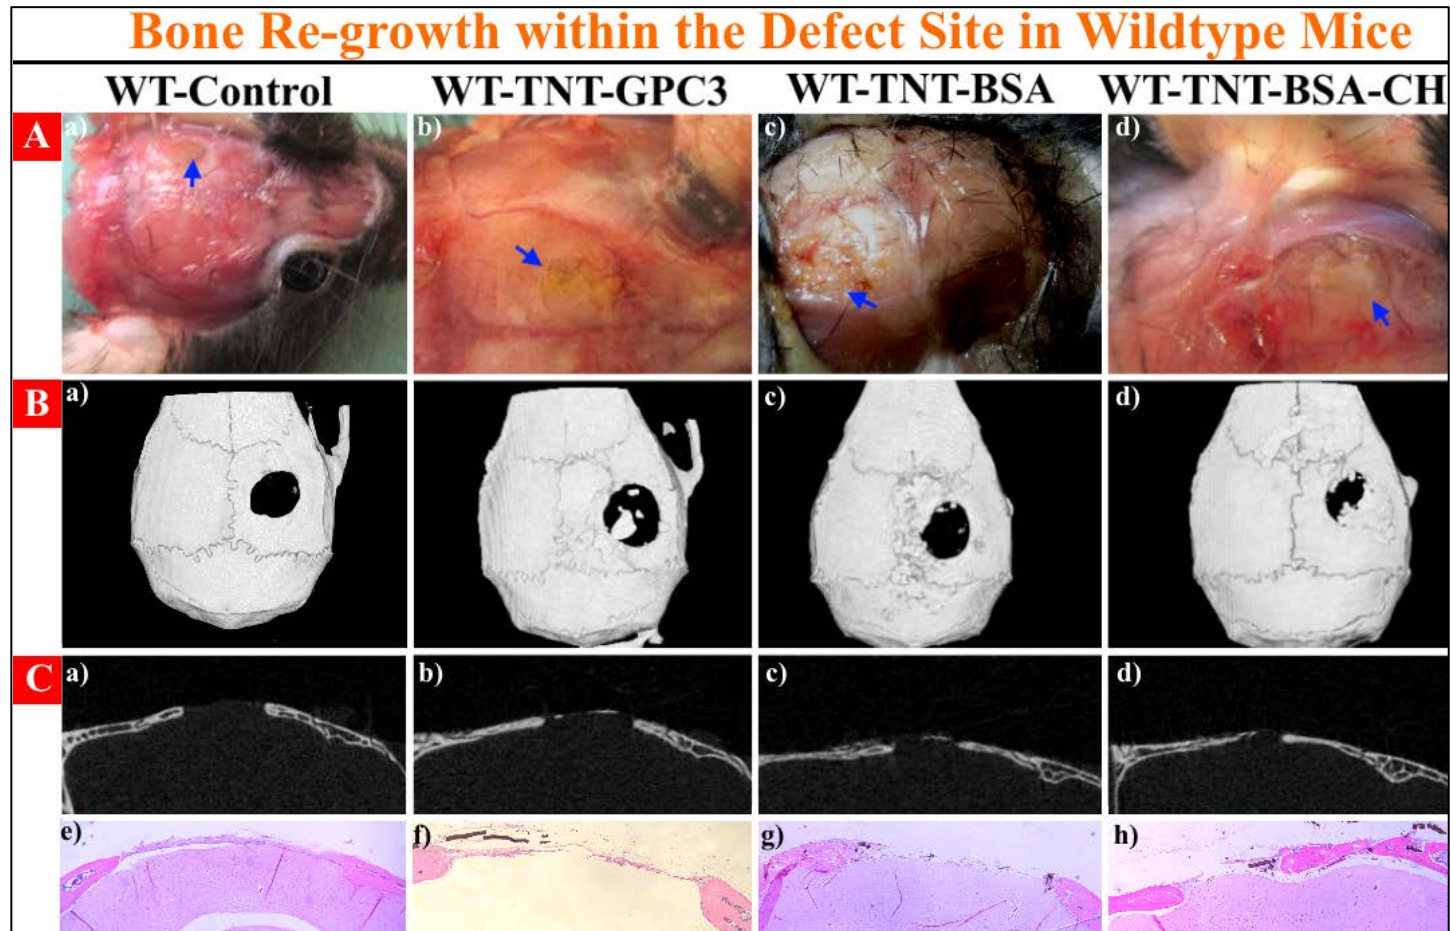 Bone Re-growth within the Defect Site in Wildtype Mice
WT-Control WT-TNT-GPC3 WT-TNT-BSA WT-TNT-BSA-CH
A a) b) c) d)
B a) b) c) d)
C a) b) c) d)
e) f) g) h)